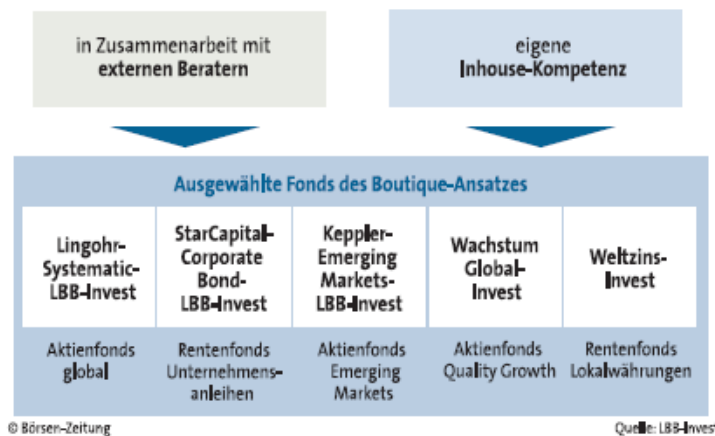 in Zusammenarbeit mit
externen Beratern
eigene
Inhouse-Kompetenz
Ausgewählte Fonds des Boutique-Ansatzes
Lingohr-
Systematic-
LBB-Invest
StarCapital-
Corporate
Bond-
LBB-Invest
Keppler-
Emerging
Markets-
LBB-Invest
Wachstum
Global-
Invest
Weltzins-
Invest
Aktienfonds
global
Rentenfonds
Unternehmens-
anleihen
Aktienfonds
Emerging
Markets
Aktienfonds
Quality Growth
Rentenfonds
Lokalwährungen
© Börsen-Zeitung
Quelle: LBB-Invest